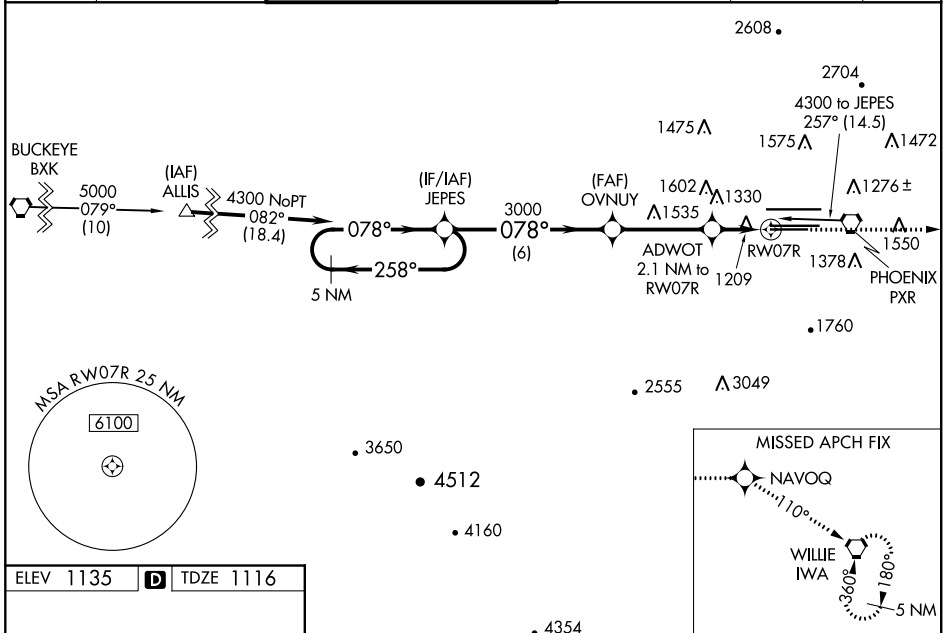 2608
2704
4300 to JEPES
257° (14.5)
1475
1575
1472
BUCKEYE
BXK
5000
079°
(10)
(IAF)
ALLIS
4300 NoPT
082°
(18.4)
(IF/IAF)
JEPES
078°
258°
5 NM
3000
078°
(6)
(FAF)
OVNUY
1602
1330
1535
1276 ±
ADWOT
2.1 NM to
RW07R
1209
RW07R
1550
1378
PHOENIX
PXR
1760
2555
3049
MSA RW07R 25 NM
6100
3650
4512
4160
4354
MISSED APCH FIX
NAVOQ
110°
WILLIE
IWA
360°
180°
5 NM
ELEV 1135
D
TDZE 1116